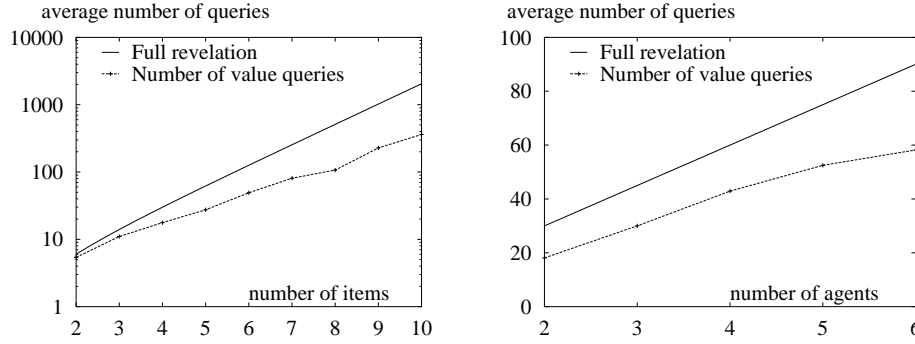 average number of queries
10000
1000
100
10
1
Full revelation
Number of value queries
number of items
2 3 4 5 6 7 8 9 10
average number of queries
100
80
60
40
20
0
Full revelation
Number of value queries
number of agents
2 3 4 5 6